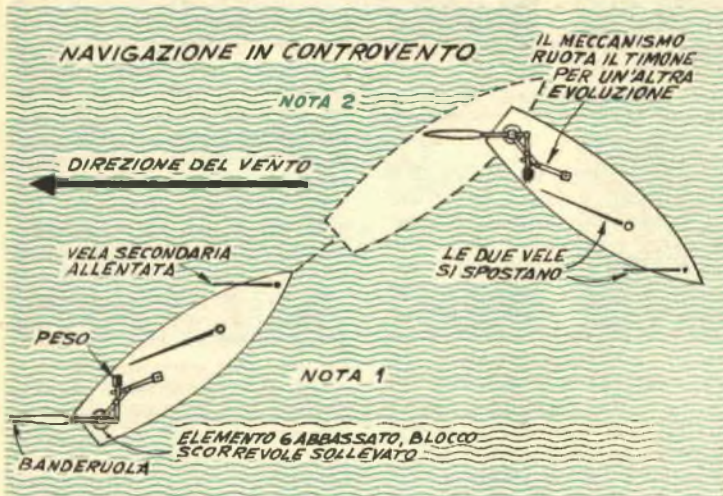 NAVIGAZIONE IN CONTROVENTO
IL MECCANISMO
RUOTA IL TIMONE
PER UN'ALTRA
EVOLUZIONE
NOTA 2
DIREZIONE DEL VENTO
VELA SECONDARIA
ALLENTATA
LE DUE VELE
SI SPOSTANO
PESO
NOTA 1
ELEMENTO 6 ABBASSATO, BLOCCO
SCORREVOLE SOLLEVATO
BANDERUOLA